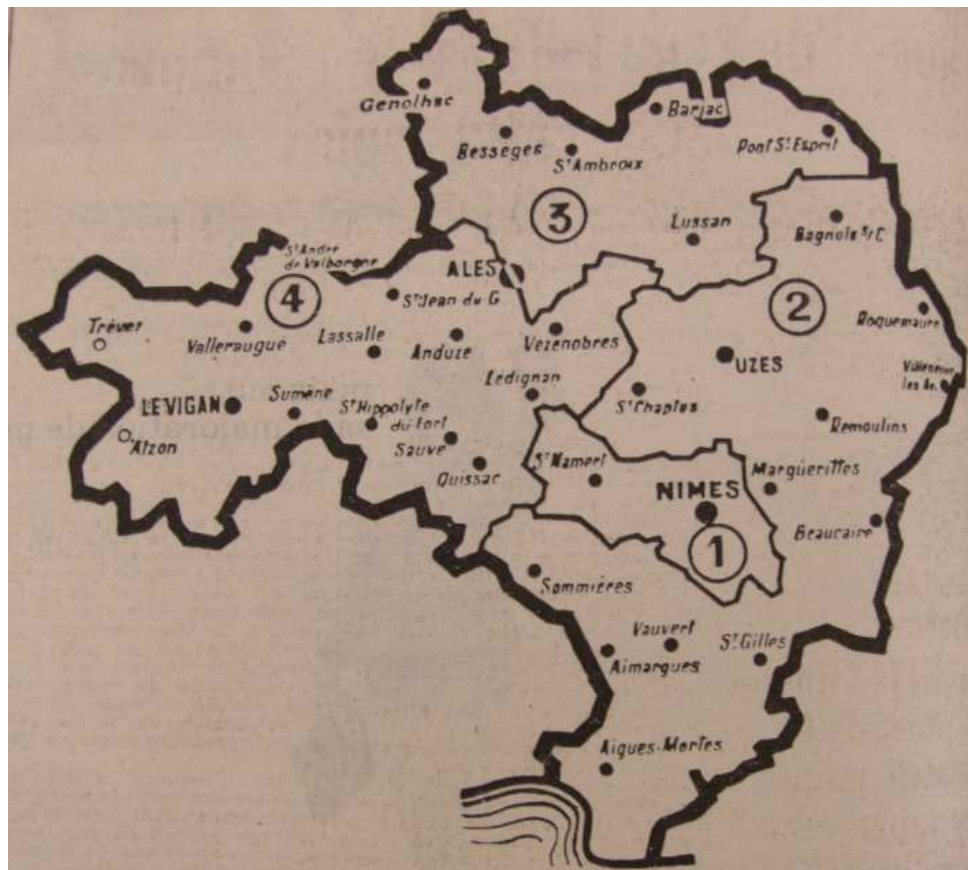 Genolhac
Barjac
Besseges
St Ambroix
Pont St Esprit
3
Lussan
Bagnols s/ C.
St Andre
de Valborgne
ALES
4
St Jean du G
2
Roquemaure
Trèves
Valleraugue
Lassalle
Anduze
Vezenobres
UZES
Villeneuve
les Av.
Lédignan
LE VIGAN
Sumène
St Hippolyte
du Fort
St Chaptes
Remoulins
Alzon
Sauve
Quissac
St Mamert
NIMES
Margüerittes
Beaucaire
1
Sommières
Vauvert
St Gilles
Aimargues
Aigues-Mortes